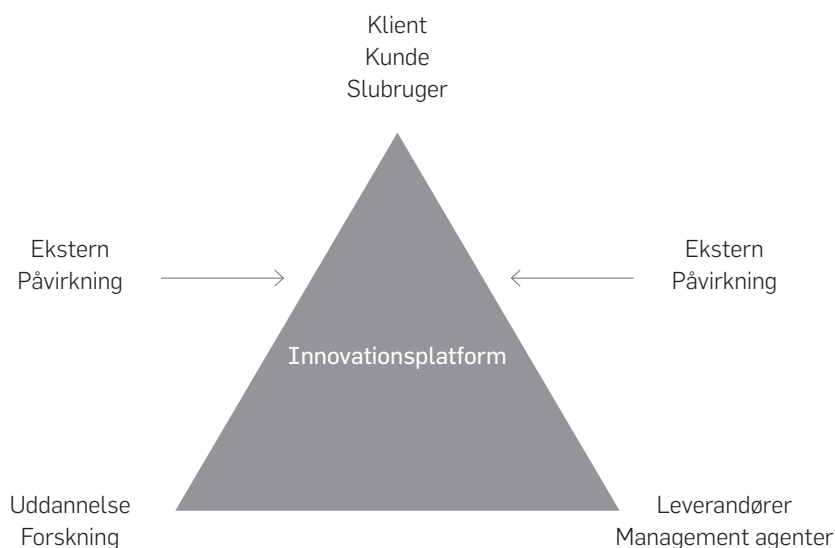 Klient
Kunde
Slubruger
Ekstern
Påvirkning
Ekstern
Påvirkning
Innovationsplatform
Uddannelse
Forskning
Leverandører
Management agenter